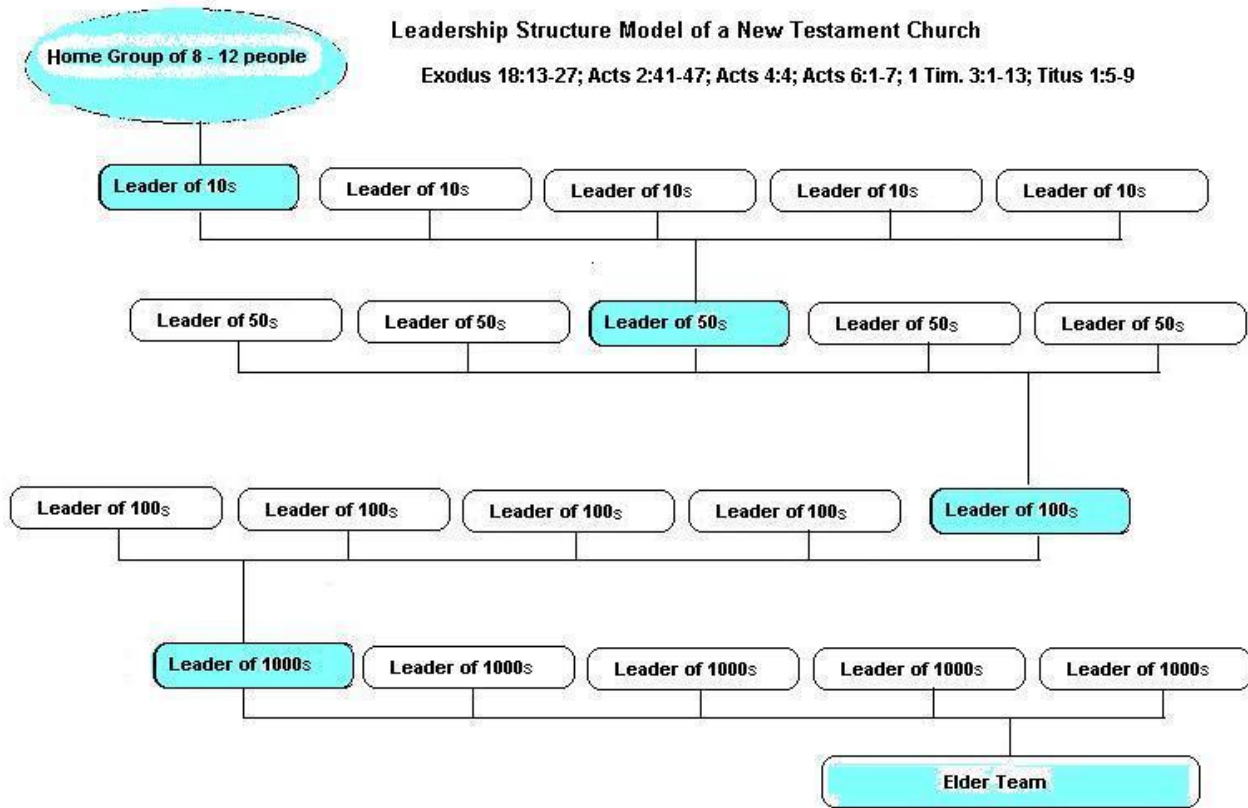 Leadership Structure Model of a New Testament Church
Home Group of 8 - 12 people
Exodus 18:13-27; Acts 2:41-47; Acts 4:4; Acts 6:1-7; 1 Tim. 3:1-13; Titus 1:5-9
Leader of 10s
Leader of 10s
Leader of 10s
Leader of 10s
Leader of 10s
Leader of 50s
Leader of 50s
Leader of 50s
Leader of 50s
Leader of 50s
Leader of 100s
Leader of 100s
Leader of 100s
Leader of 100s
Leader of 100s
Leader of 1000s
Leader of 1000s
Leader of 1000s
Leader of 1000s
Leader of 1000s
Elder Team